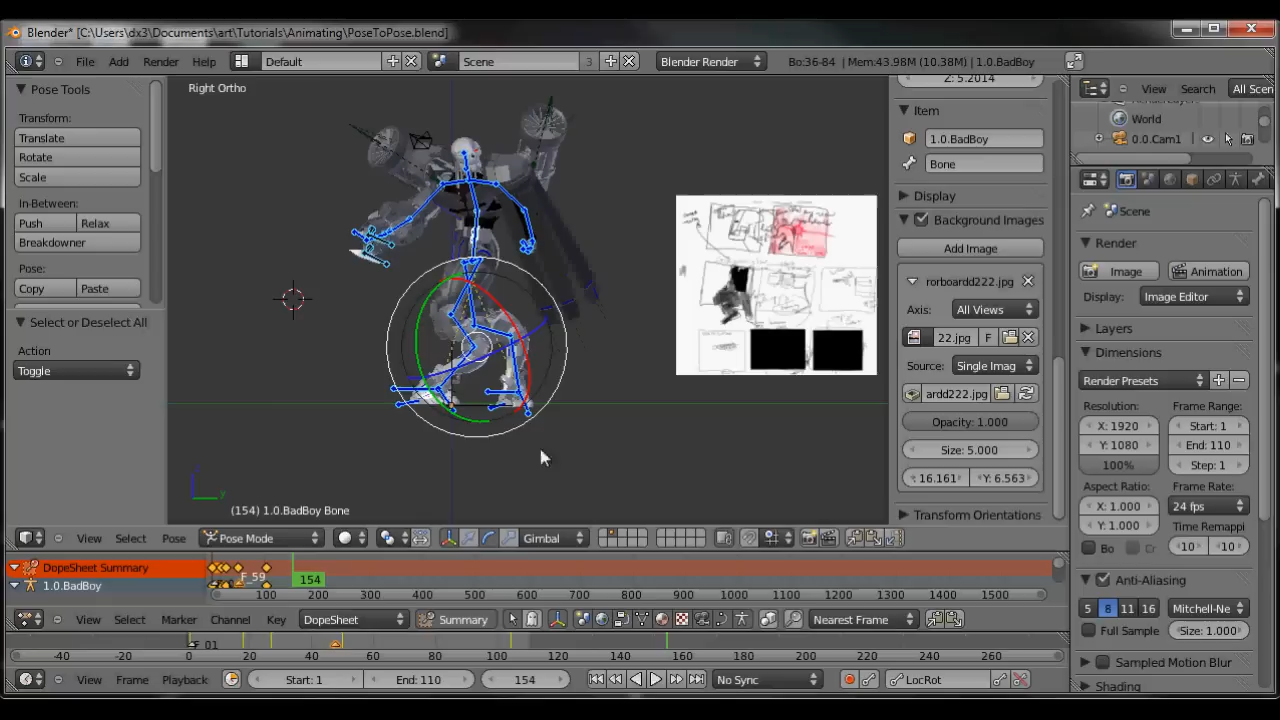 Blender* [C:\Users\dx3\Documents\art\Tutorials\Animating\PoseToPose.blend]
File Add Render Help Default Scene 3 Blender Render Bo:36-84 | Mem:43.98M (10.38M) | 1.0.BadBoy
Pose Tools
Transform:
Translate
Rotate
Scale
In-Between:
Push Relax
Breakdowner
Pose:
Copy Paste
Select or Deselect All
Action
Toggle
Right Ortho
(154) 1.0.BadBoy Bone
View Select Pose Pose Mode Gimbal
Z: 5.2014
Item
1.0.BadBoy
Bone
Display
Background Images
Add Image
rorboardd222.jpg
Axis: All Views
22.jpg F
Source: Single Imag
ardd222.jpg
Opacity: 1.000
Size: 5.000
16.161 Y: 6.563
Transform Orientations
View Search All Scen
World
0.0.Cam1
Scene
Render
Image Animation
Display: Image Editor
Layers
Dimensions
Render Presets
Resolution: Frame Range:
X: 1920 Start: 1
Y: 1080 End: 110
100% Step: 1
Aspect Ratio: Frame Rate:
X: 1.000 24 fps
Y: 1.000 Time Remappi
Bo Cr 10 10
Anti-Aliasing
5 8 11 16 Mitchell-Ne
Full Sample Size: 1.000
Sampled Motion Blur
Shading
DopeSheet Summary
1.0.BadBoy
F_59
154
100 200 300 400 500 600 700 800 900 1000 1100 1200 1300 1400 1500
View Select Marker Channel Key DopeSheet Summary Nearest Frame
F_01
-40 -20 0 20 40 60 80 100 120 140 160 180 200 220 240 260
View Frame Playback Start: 1 End: 110 154 No Sync LocRot